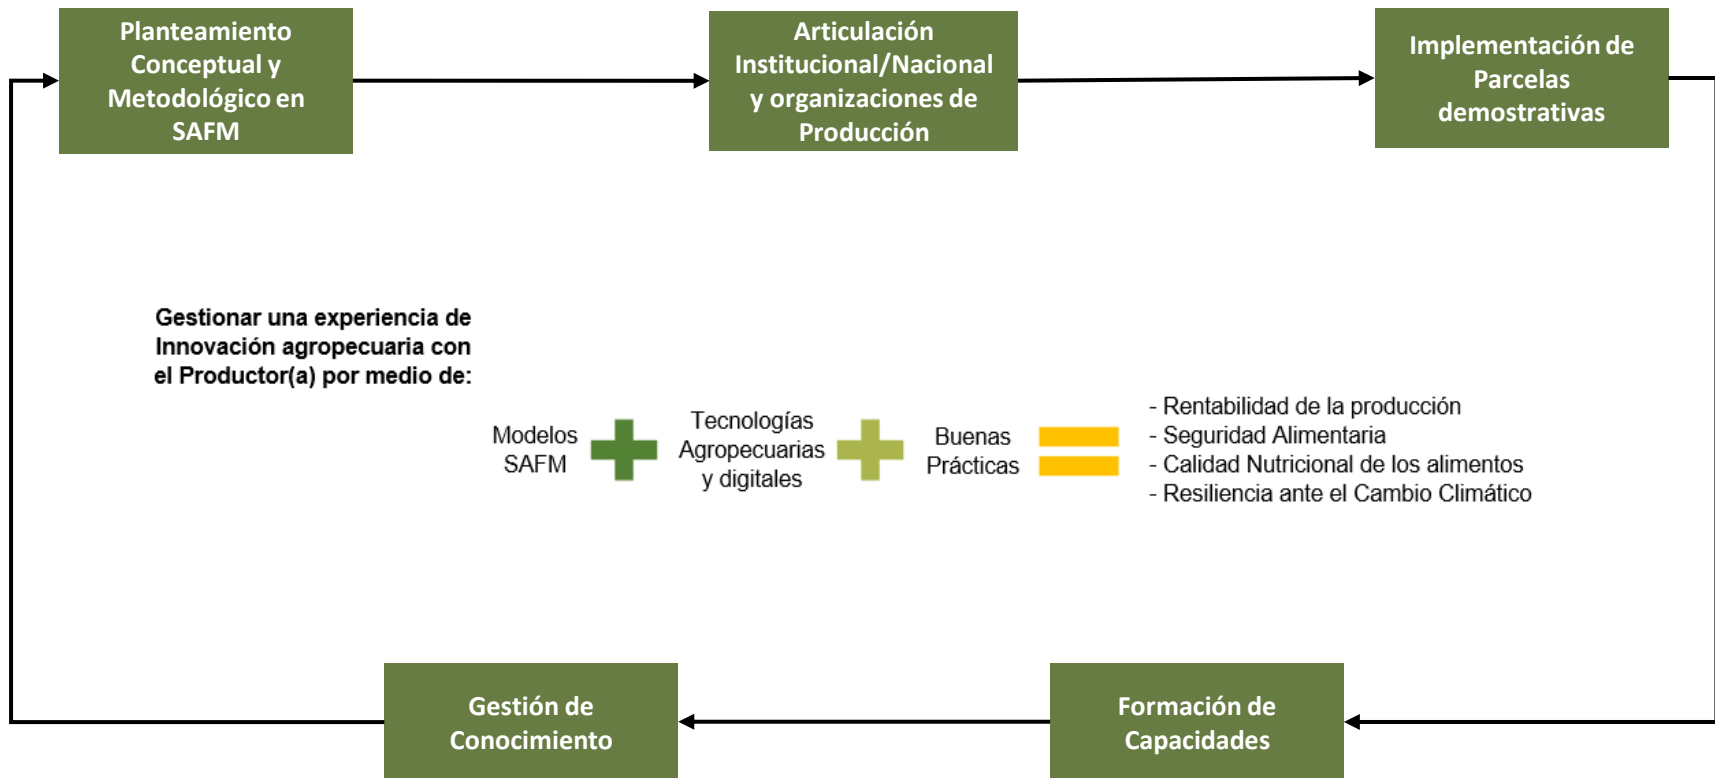 Planteamiento
Conceptual y
Metodológico en
SAFM
Articulación
Institucional/Nacional
y organizaciones de
Producción
Implementación de
Parcelas
demostrativas
Gestionar una experiencia de
Innovación agropecuaria con
el Productor(a) por medio de:
Modelos
SAFM
Tecnologías
Agropecuarias
y digitales
Buenas
Prácticas
- Rentabilidad de la producción
- Seguridad Alimentaria
- Calidad Nutricional de los alimentos
- Resiliencia ante el Cambio Climático
Gestión de
Conocimiento
Formación de
Capacidades